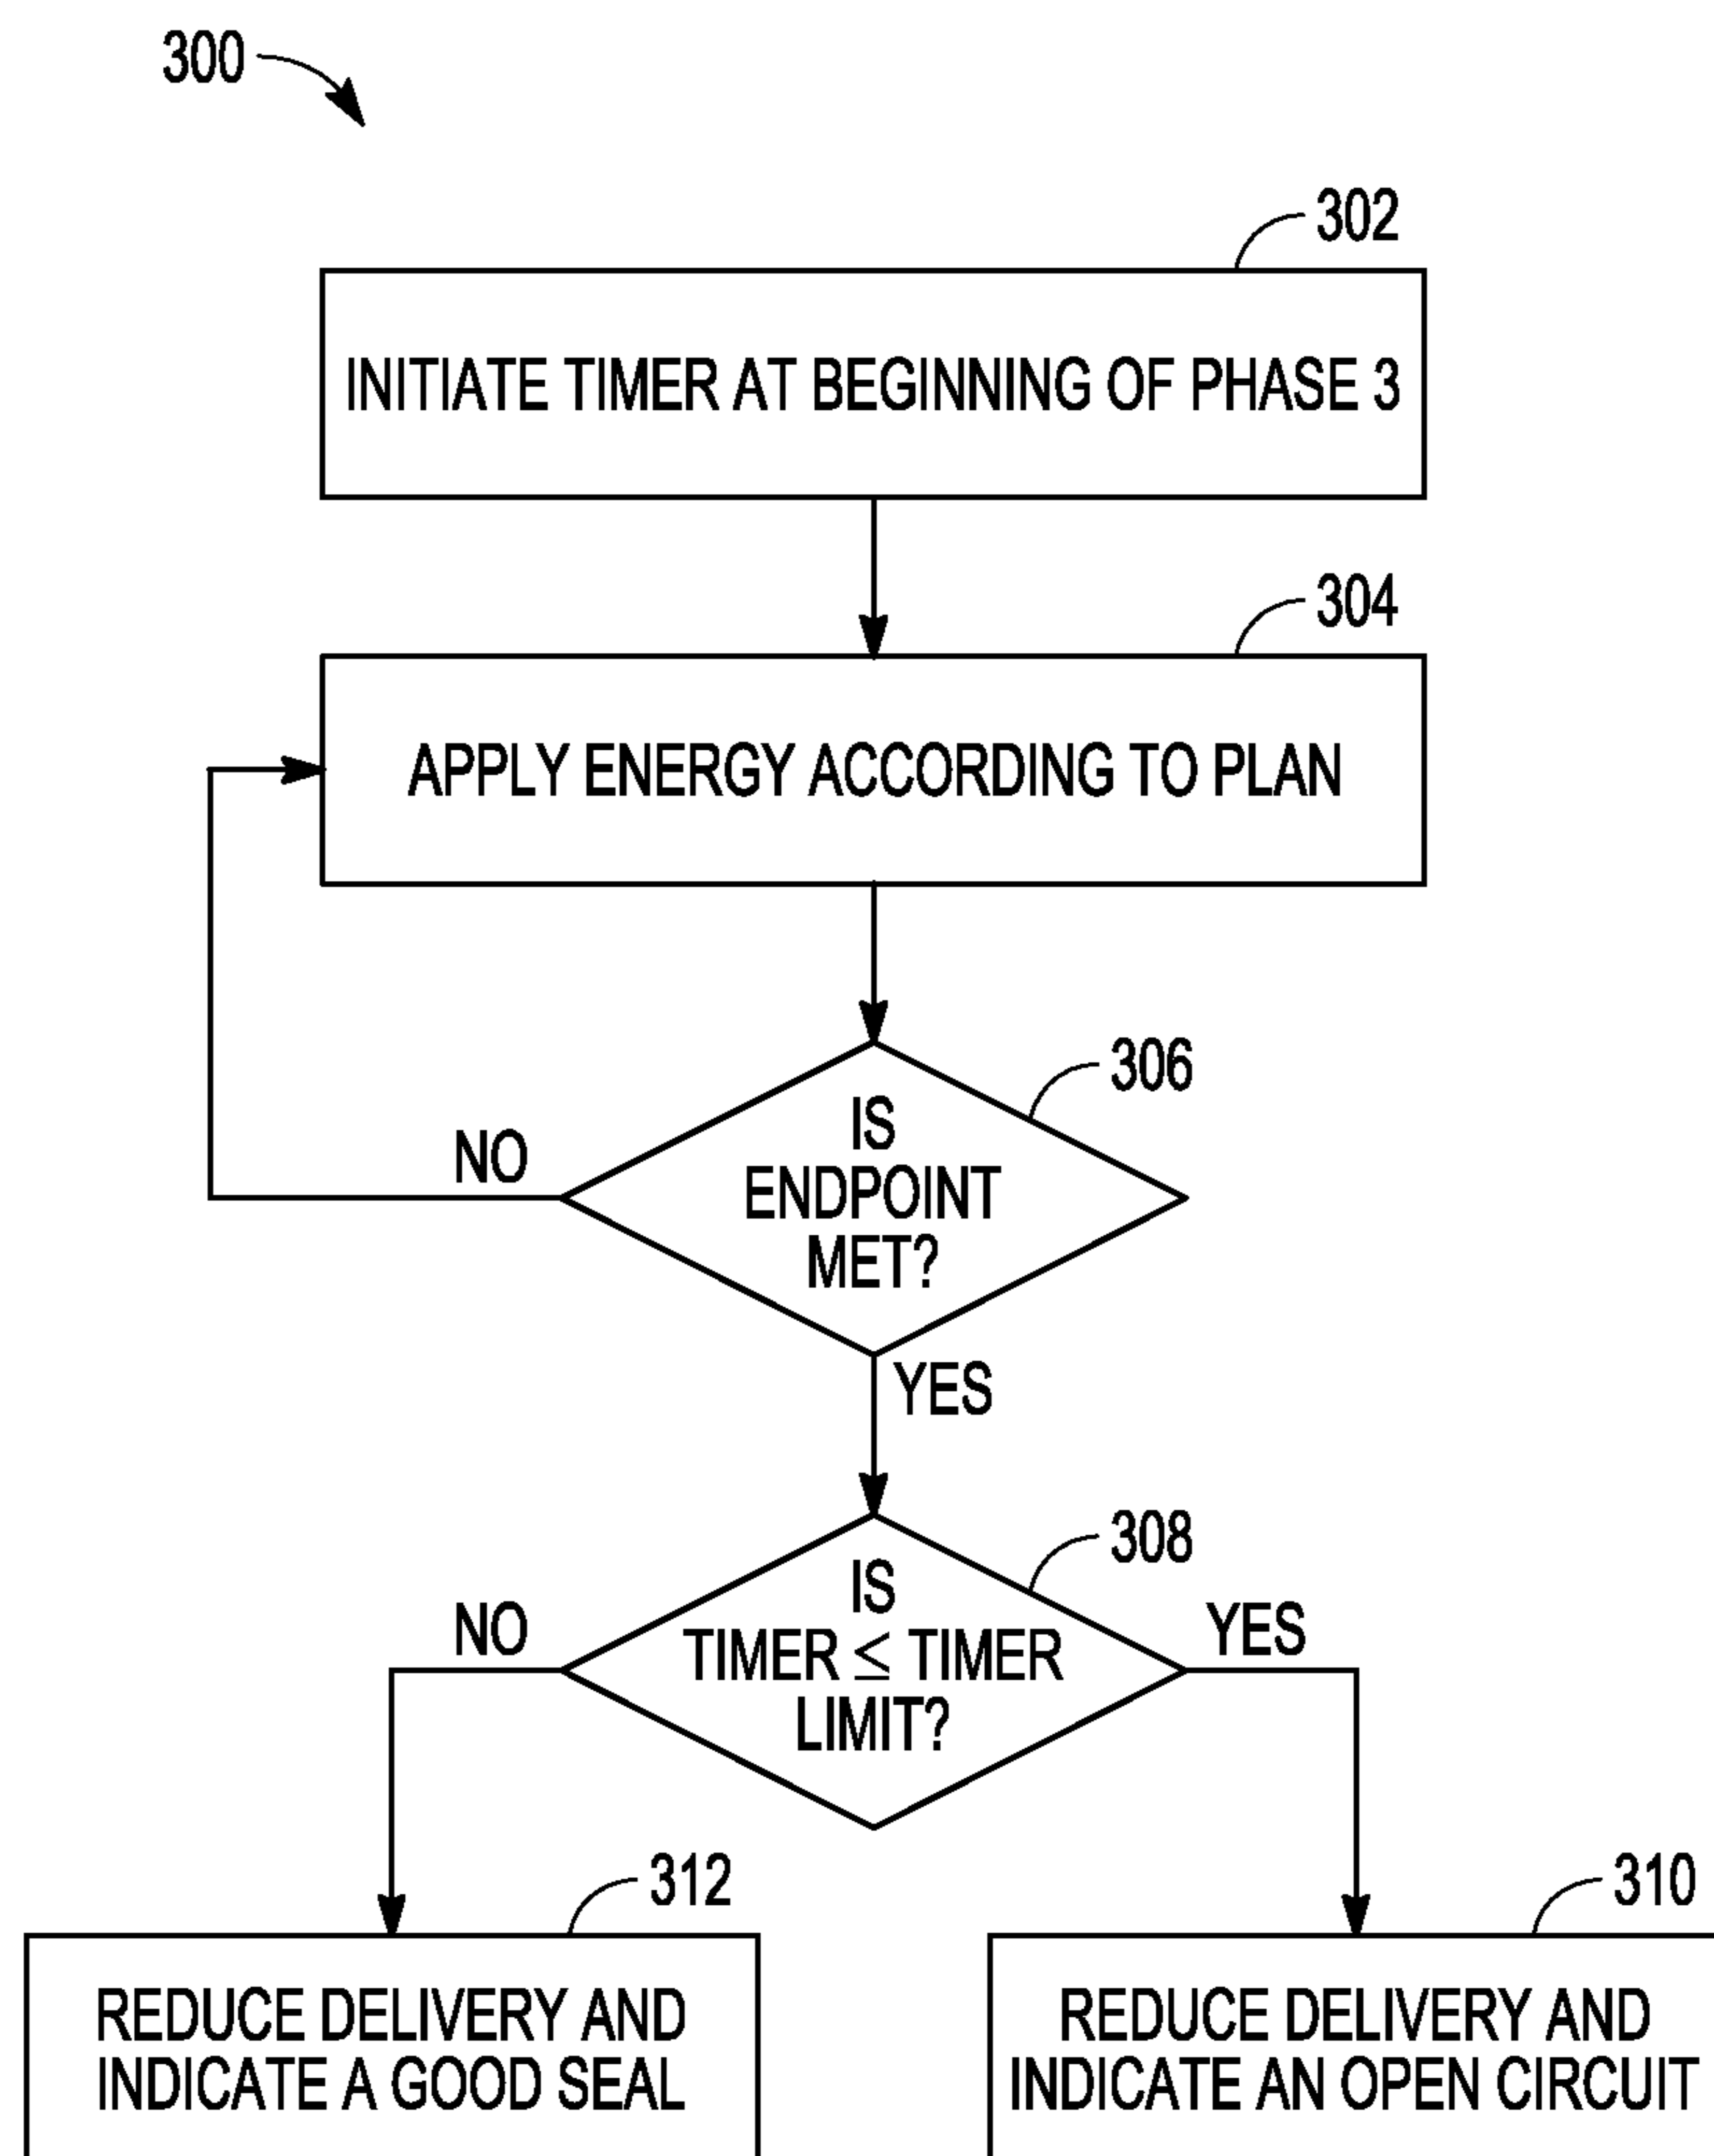 300
302
INITIATE TIMER AT BEGINNING OF PHASE 3
304
APPLY ENERGY ACCORDING TO PLAN
306
IS
ENDPOINT
MET?
NO
YES
308
IS
TIMER ≤ TIMER
LIMIT?
NO
YES
312
REDUCE DELIVERY AND
INDICATE A GOOD SEAL
310
REDUCE DELIVERY AND
INDICATE AN OPEN CIRCUIT